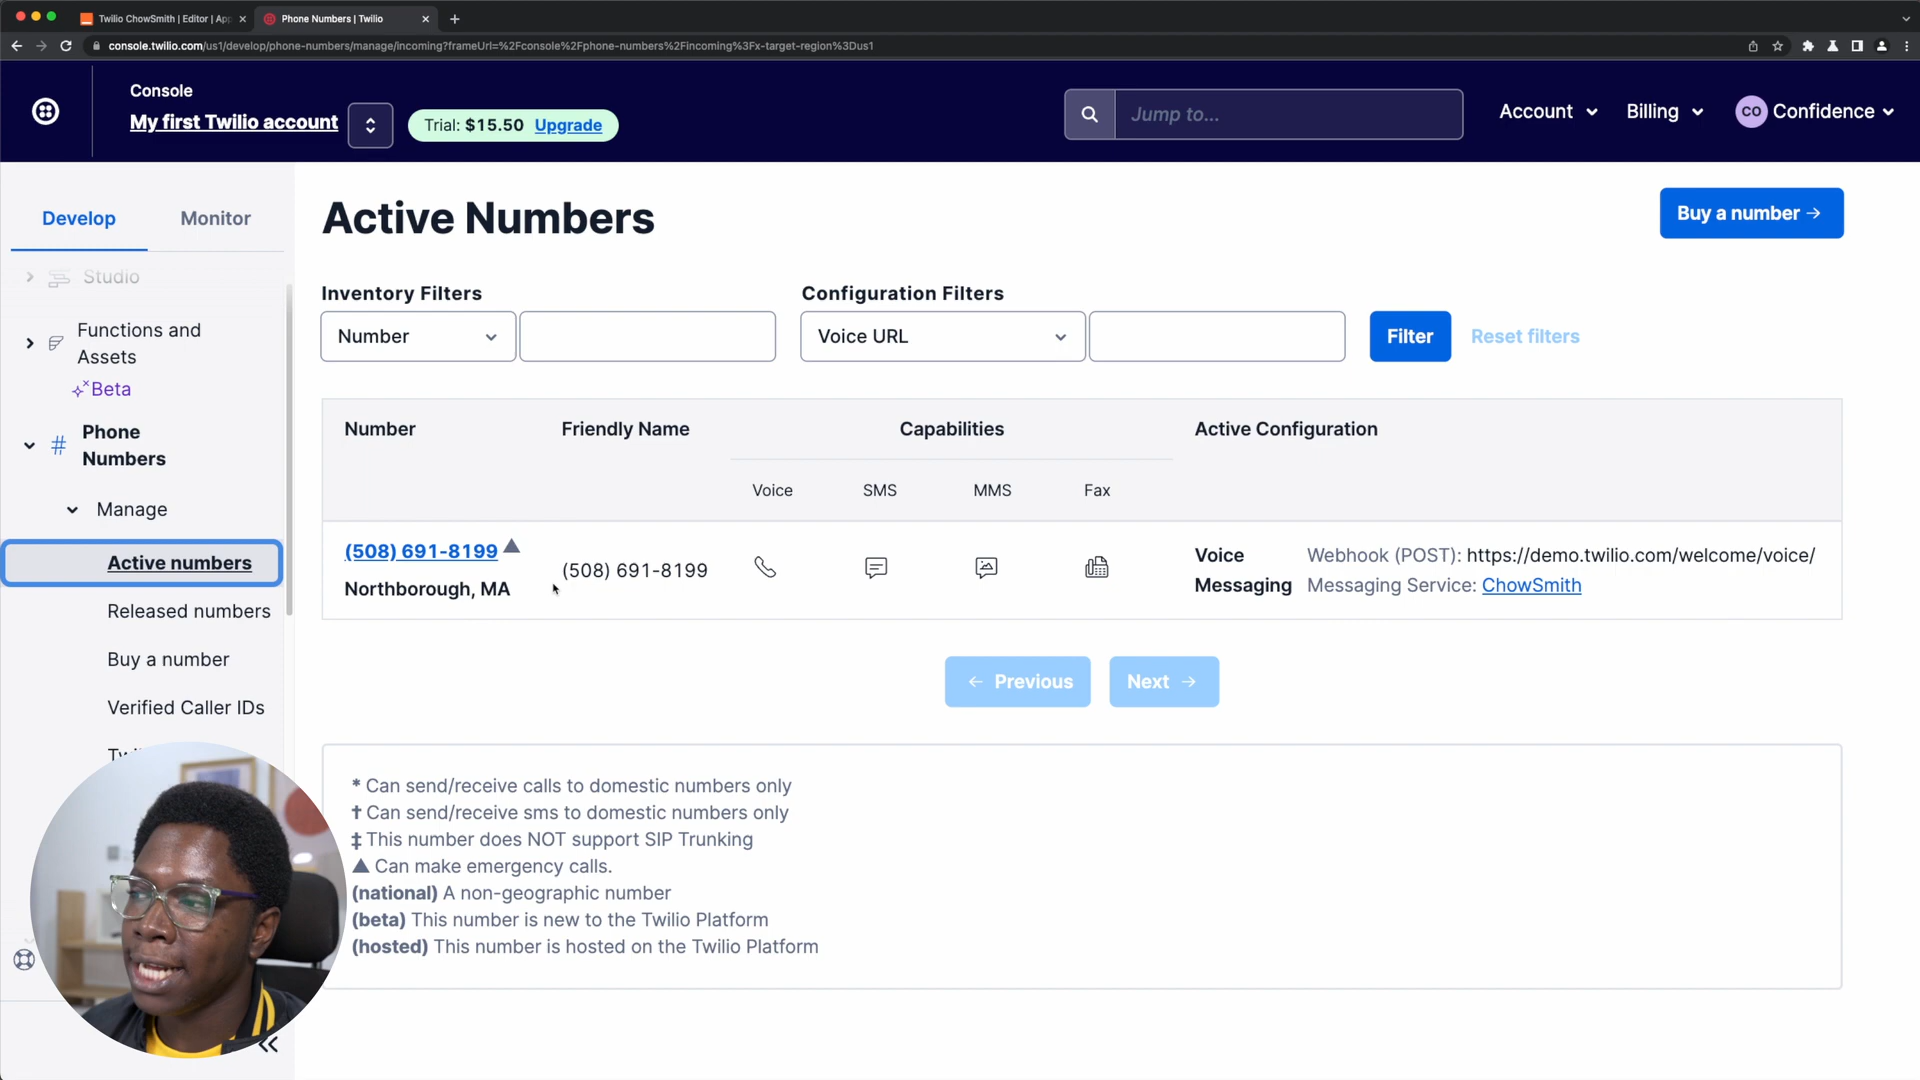 Twilio ChowSmith | Editor | App
Phone Numbers | Twilio
console.twilio.com/us1/develop/phone-numbers/manage/incoming?frameUrl=%2Fconsole%2Fphone-numbers%2Fincoming%3Fx-target-region%3Dus1
Console
My first Twilio account
Trial: $15.50 Upgrade
Jump to...
Account
Billing
CO Confidence
Develop
Monitor
Studio
Functions and
Assets
Beta
Phone
Numbers
Manage
Active numbers
Released numbers
Buy a number
Verified Caller IDs
Active Numbers
Buy a number →
Inventory Filters
Configuration Filters
Number
Voice URL
Filter
Reset filters
Number
Friendly Name
Capabilities
Active Configuration
Voice
SMS
MMS
Fax
(508) 691-8199 ▲
Northborough, MA
(508) 691-8199
Voice Webhook (POST): https://demo.twilio.com/welcome/voice/
Messaging Messaging Service: ChowSmith
← Previous
Next →
* Can send/receive calls to domestic numbers only
† Can send/receive sms to domestic numbers only
‡ This number does NOT support SIP Trunking
▲ Can make emergency calls.
(national) A non-geographic number
(beta) This number is new to the Twilio Platform
(hosted) This number is hosted on the Twilio Platform